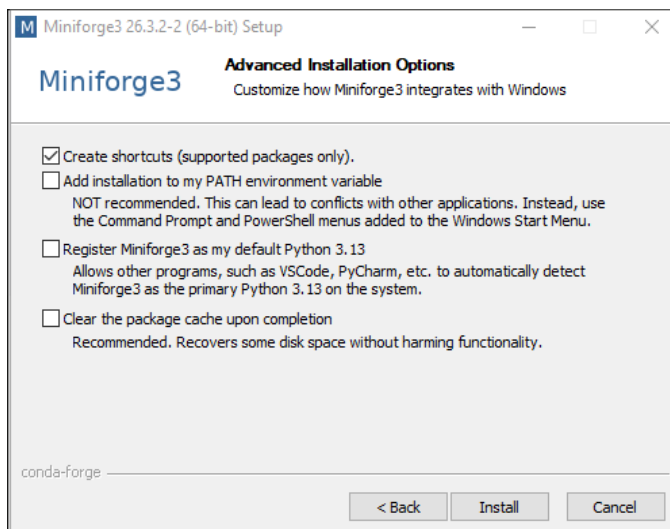 M Miniforge3 26.3.2-2 (64-bit) Setup
Miniforge3
Advanced Installation Options
Customize how Miniforge3 integrates with Windows
Create shortcuts (supported packages only).
Add installation to my PATH environment variable
NOT recommended. This can lead to conflicts with other applications. Instead, use
the Command Prompt and PowerShell menus added to the Windows Start Menu.
Register Miniforge3 as my default Python 3.13
Allows other programs, such as VSCode, PyCharm, etc. to automatically detect
Miniforge3 as the primary Python 3.13 on the system.
Clear the package cache upon completion
Recommended. Recovers some disk space without harming functionality.
conda-forge
< Back
Install
Cancel